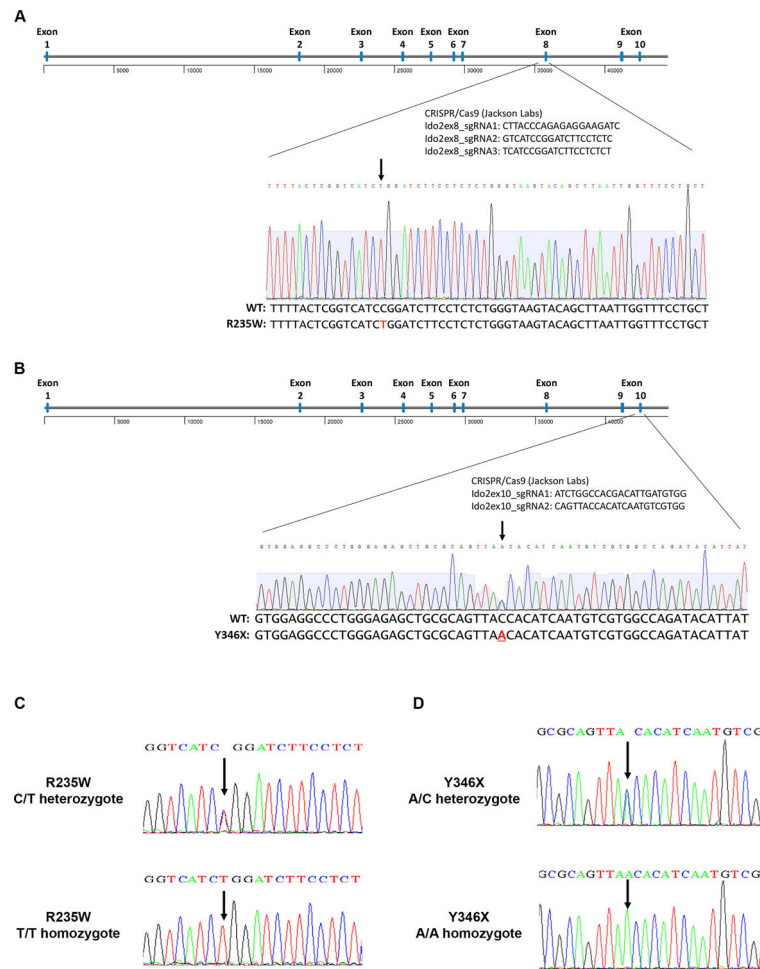 A
Exon Exon Exon Exon Exon Exon Exon Exon
1 2 3 4 5 6 7 8 9 10
5000 10000 15000 20000 25000 30000 35000 40000
CRISPR/Cas9 (Jackson Labs)
Ido2ex8_sgRNA1: CTTACCCAGAGAGGAAGATC
Ido2ex8_sgRNA2: GTCATCCGGATCTTCCTCTC
Ido2ex8_sgRNA3: TCATCCGGATCTTCCTCTCT
TTTTACTCGGTCATCTGGATCTTCCTCTCTGGGTAAGTACAGCTTAATTGGTTTCCTGCT
WT: TTTTACTCGGTCATCCGGATCTTCCTCTCTGGGTAAGTACAGCTTAATTGGTTTCCTGCT
R235W: TTTTACTCGGTCATCTGGATCTTCCTCTCTGGGTAAGTACAGCTTAATTGGTTTCCTGCT
B
Exon Exon Exon Exon Exon Exon Exon Exon
1 2 3 4 5 6 7 8 9 10
5000 10000 15000 20000 25000 30000 35000 40000
CRISPR/Cas9 (Jackson Labs)
Ido2ex10_sgRNA1: ATCTGGCCACGACATTGATGTGG
Ido2ex10_sgRNA2: CAGTTACCACATCAATGTCGTGG
GTGGAGGCCCTGGGAGAGCTGCGCAGTTAACACATCAATGTCGTGGCCAGATACATTAT
WT: GTGGAGGCCCTGGGAGAGCTGCGCAGTTACCACATCAATGTCGTGGCCAGATACATTAT
Y346X: GTGGAGGCCCTGGGAGAGCTGCGCAGTTAACACATCAATGTCGTGGCCAGATACATTAT
C
GGTCATC GGATCTTCCTCT
R235W
C/T heterozygote
GGTCATCTGGATCTTCCTCT
R235W
T/T homozygote
D
GCGCAGTTA CACATCAATGTCG
Y346X
A/C heterozygote
GCGCAGTTAACACATCAATGTCG
Y346X
A/A homozygote